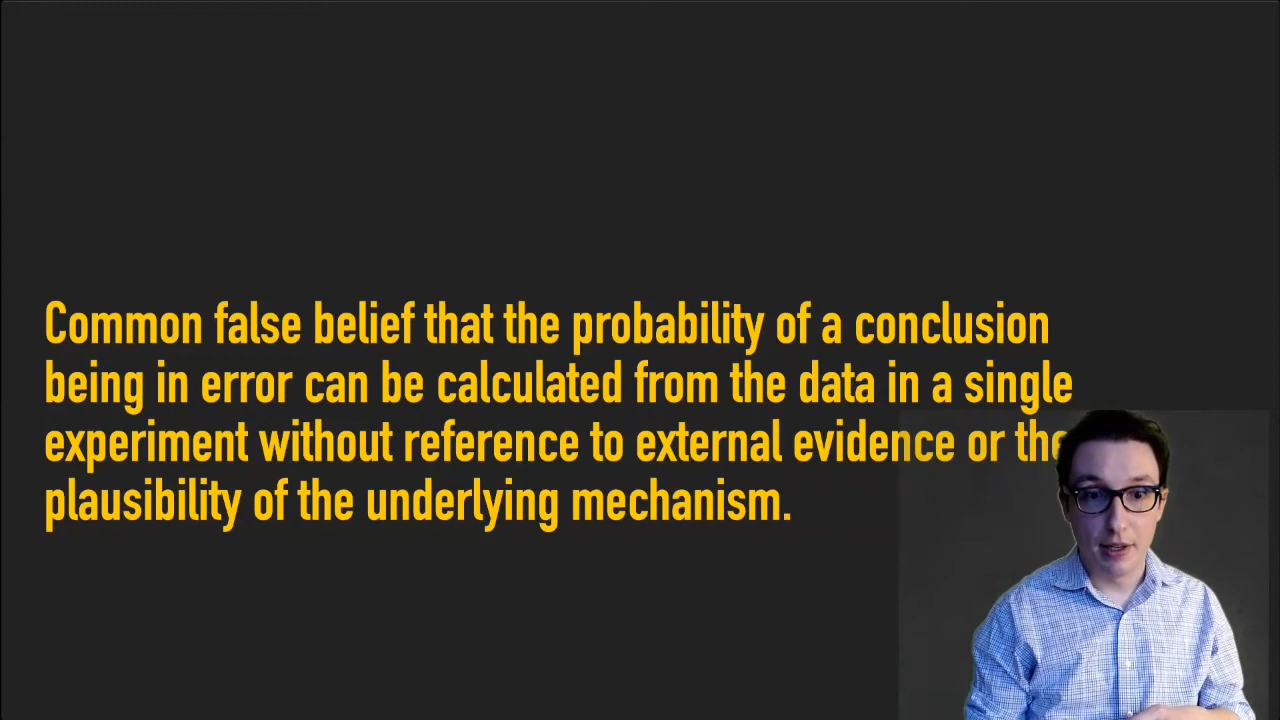 Common false belief that the probability of a conclusion
being in error can be calculated from the data in a single
experiment without reference to external evidence or the
plausibility of the underlying mechanism.